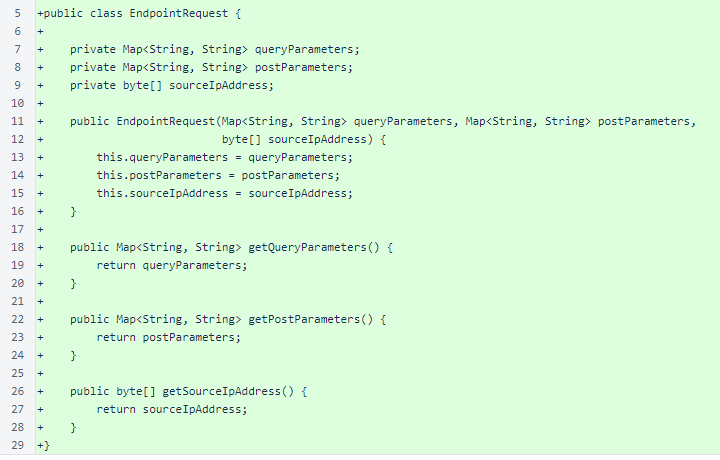 5 +public class EndpointRequest {
6 +
7 +    private Map<String, String> queryParameters;
8 +    private Map<String, String> postParameters;
9 +    private byte[] sourceIpAddress;
10 +
11 +    public EndpointRequest(Map<String, String> queryParameters, Map<String, String> postParameters,
12 +                           byte[] sourceIpAddress) {
13 +        this.queryParameters = queryParameters;
14 +        this.postParameters = postParameters;
15 +        this.sourceIpAddress = sourceIpAddress;
16 +    }
17 +
18 +    public Map<String, String> getQueryParameters() {
19 +        return queryParameters;
20 +    }
21 +
22 +    public Map<String, String> getPostParameters() {
23 +        return postParameters;
24 +    }
25 +
26 +    public byte[] getSourceIpAddress() {
27 +        return sourceIpAddress;
28 +    }
29 +}